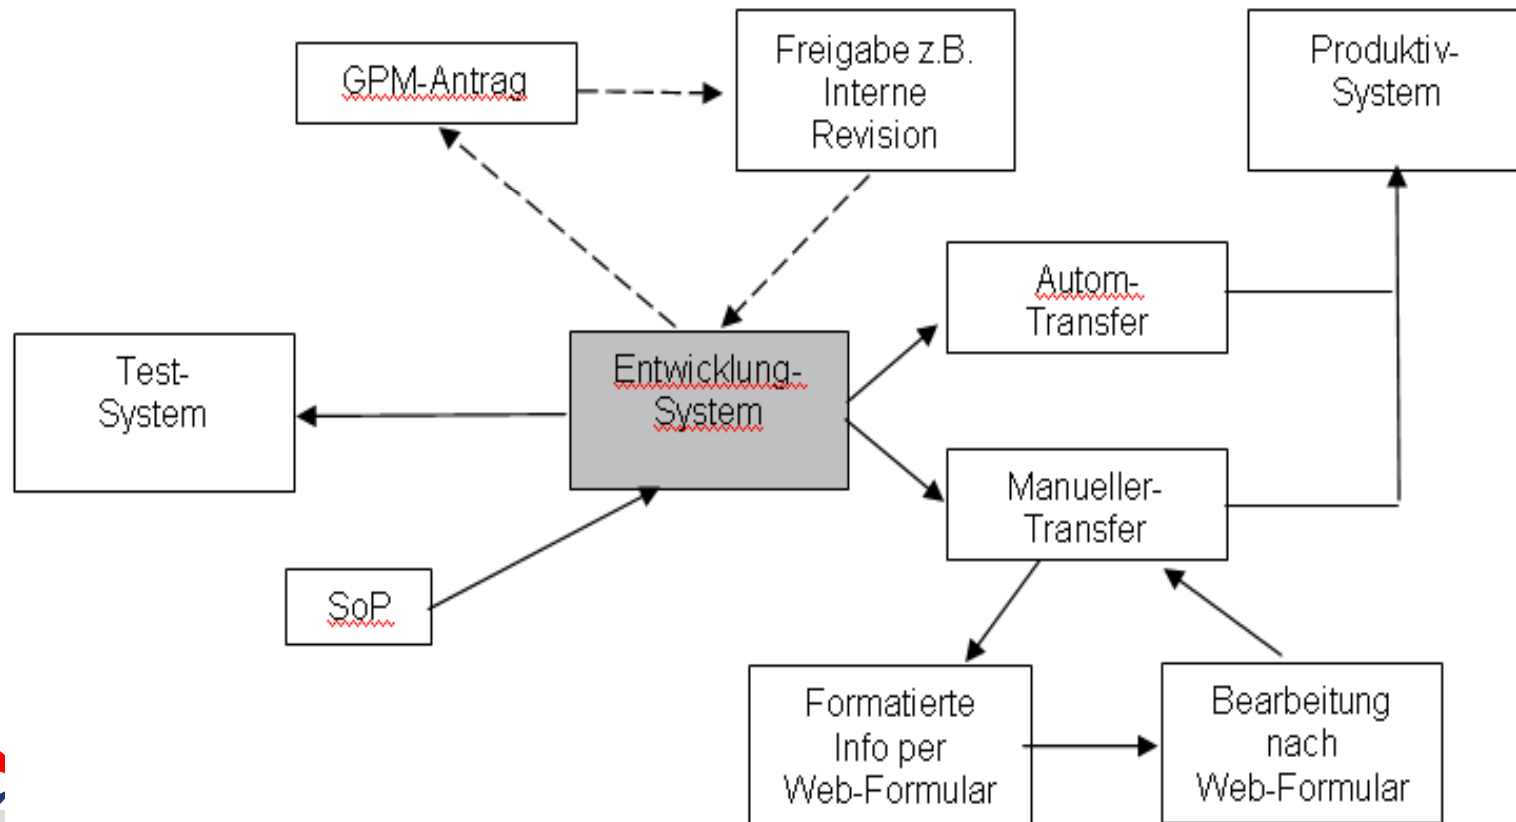 GPM-Antrag
Freigabe z.B.
Interne
Revision
Produktiv-
System
Autom-
Transfer
Test-
System
Entwicklung-
System
Manueller-
Transfer
SoP
Formatierte
Info per
Web-Formular
Bearbeitung
nach
Web-Formular